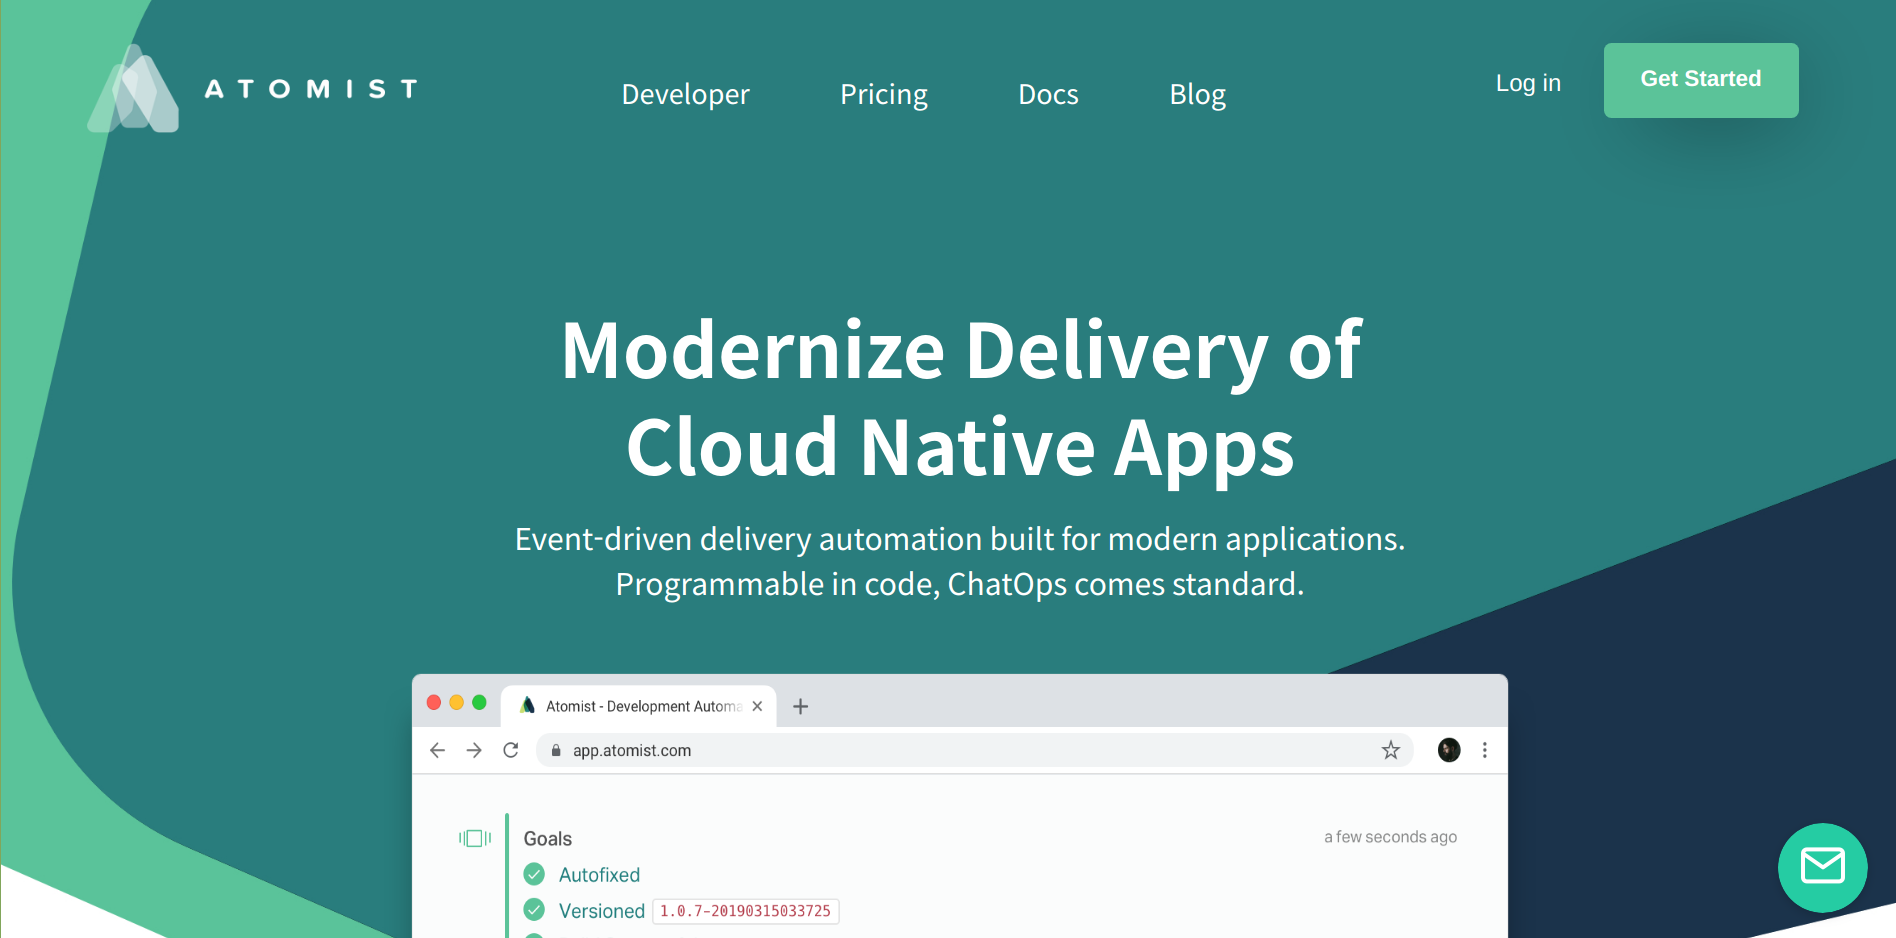 ATOMIST
Developer Pricing Docs Blog
Log in
Get Started
Modernize Delivery of
Cloud Native Apps
Event-driven delivery automation built for modern applications.
Programmable in code, ChatOps comes standard.
Atomist - Development Automa
app.atomist.com
Goals
a few seconds ago
Autofixed
Versioned 1.0.7-20190315033725